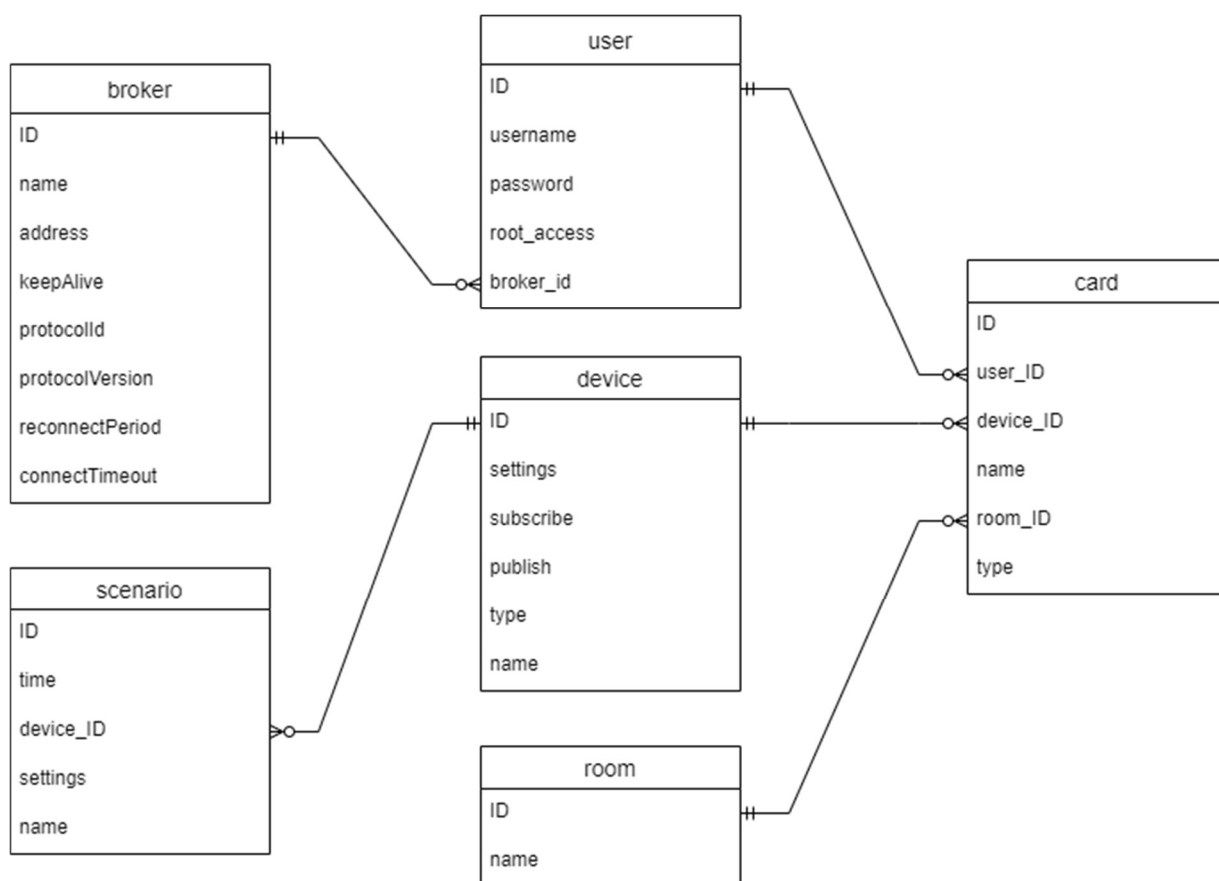 broker
ID
name
address
keepAlive
protocolId
protocolVersion
reconnectPeriod
connectTimeout
user
ID
username
password
root_access
broker_id
card
ID
user_ID
device_ID
name
room_ID
type
device
ID
settings
subscribe
publish
type
name
scenario
ID
time
device_ID
settings
name
room
ID
name